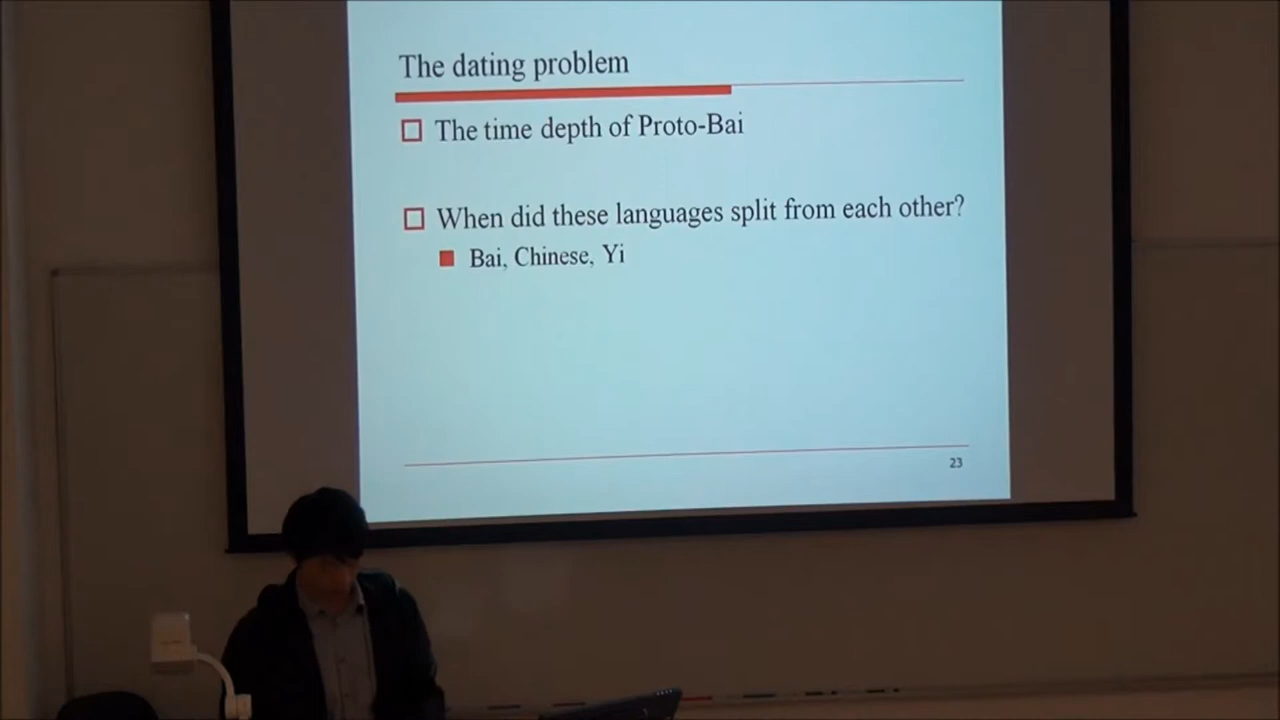 The dating problem
The time depth of Proto-Bai
When did these languages split from each other?
Bai, Chinese, Yi
23